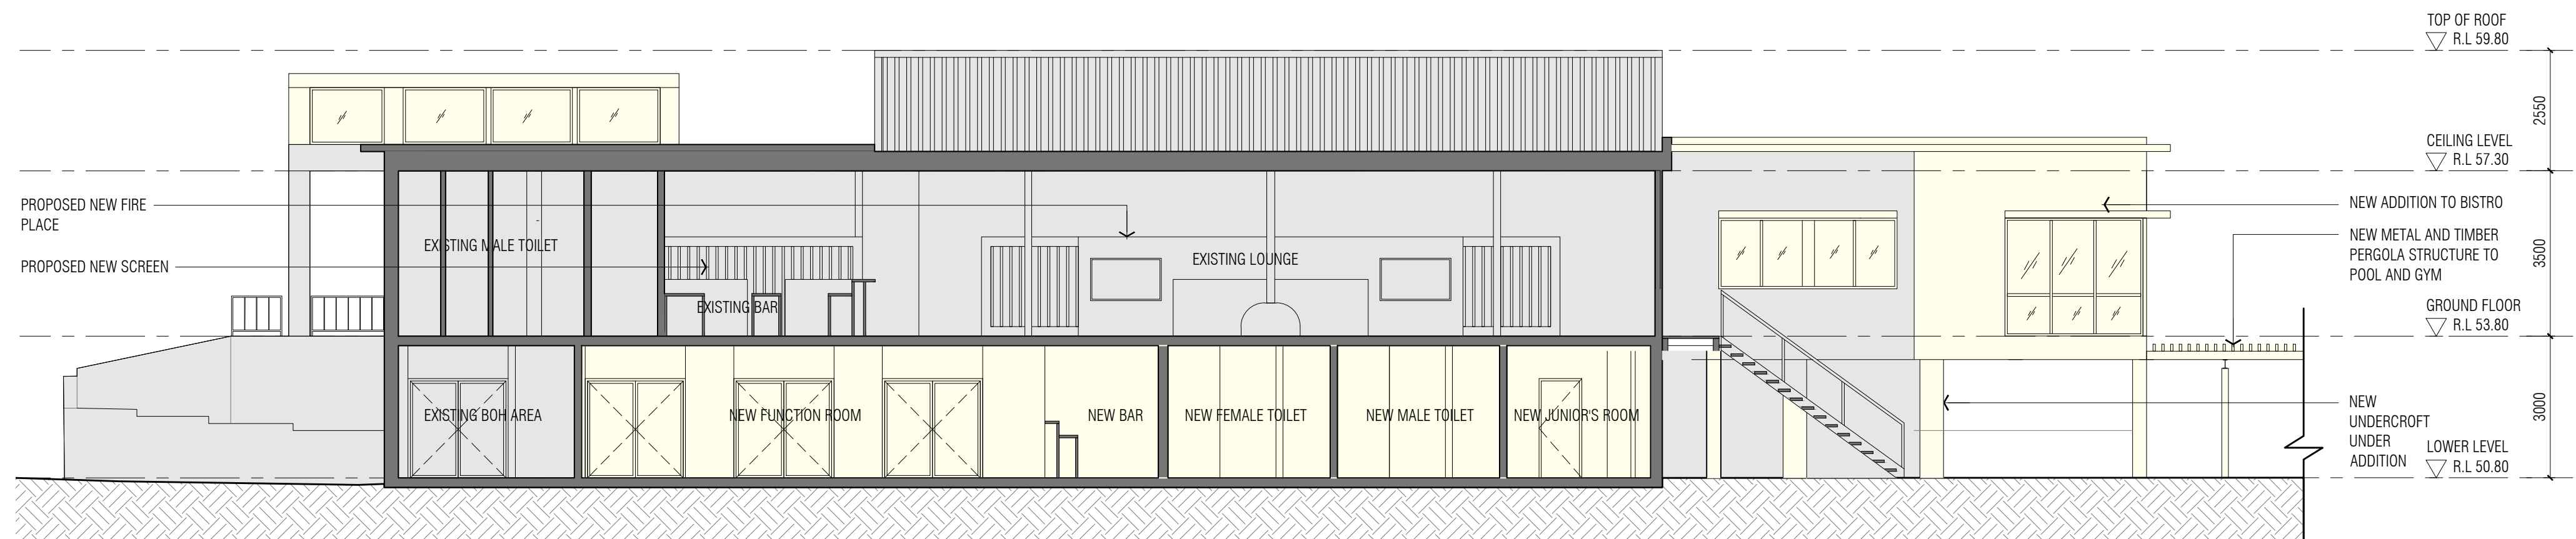 TOP OF ROOF
R.L 59.80
2550
CEILING LEVEL
R.L 57.30
PROPOSED NEW FIRE
PLACE
NEW ADDITION TO BISTRO
NEW METAL AND TIMBER
PERGOLA STRUCTURE TO
POOL AND GYM
3500
EXISTING MALE TOILET
EXISTING LOUNGE
PROPOSED NEW SCREEN
EXISTING BAR
GROUND FLOOR
R.L 53.80
EXISTING BOH AREA
NEW FUNCTION ROOM
NEW BAR
NEW FEMALE TOILET
NEW MALE TOILET
NEW JUNIOR'S ROOM
NEW
UNDERCROFT
UNDER
ADDITION
3000
LOWER LEVEL
R.L 50.80